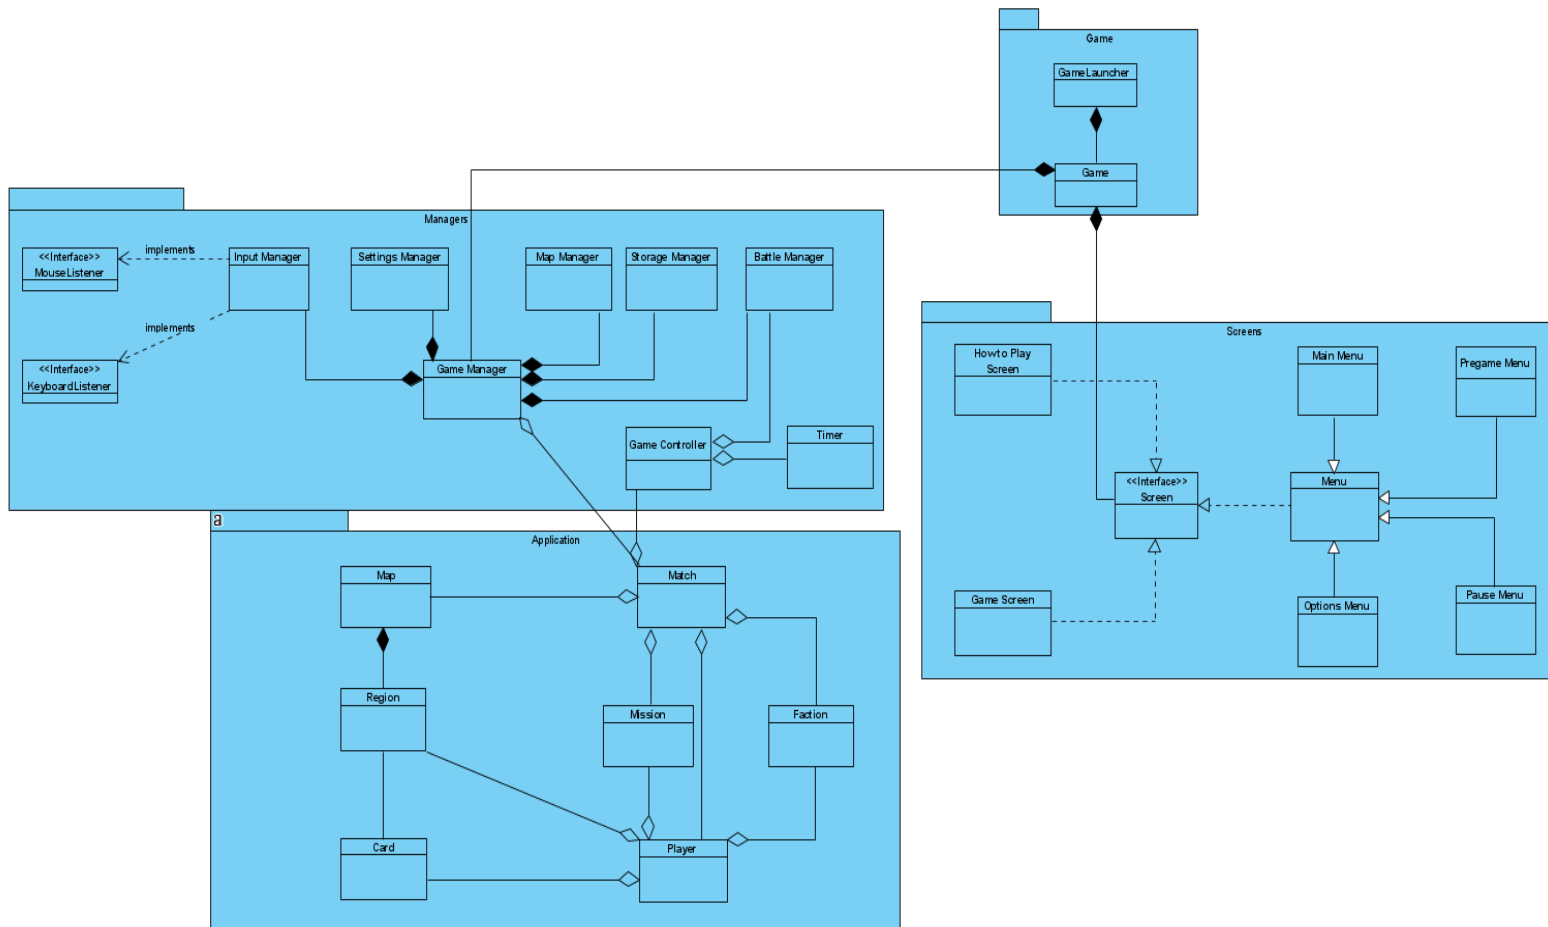 Game
GameLauncher
Game
Managers
<<Interface>>
MouseListener
implements
Input Manager
Settings Manager
Map Manager
Storage Manager
Battle Manager
implements
<<Interface>>
KeyboardListener
Game Manager
Game Controller
Timer
Screens
Howto Play
Screen
Main Menu
Pregame Menu
<<Interface>>
Screen
Menu
Game Screen
Options Menu
Pause Menu
a
Application
Map
Match
Region
Mission
Faction
Card
Player